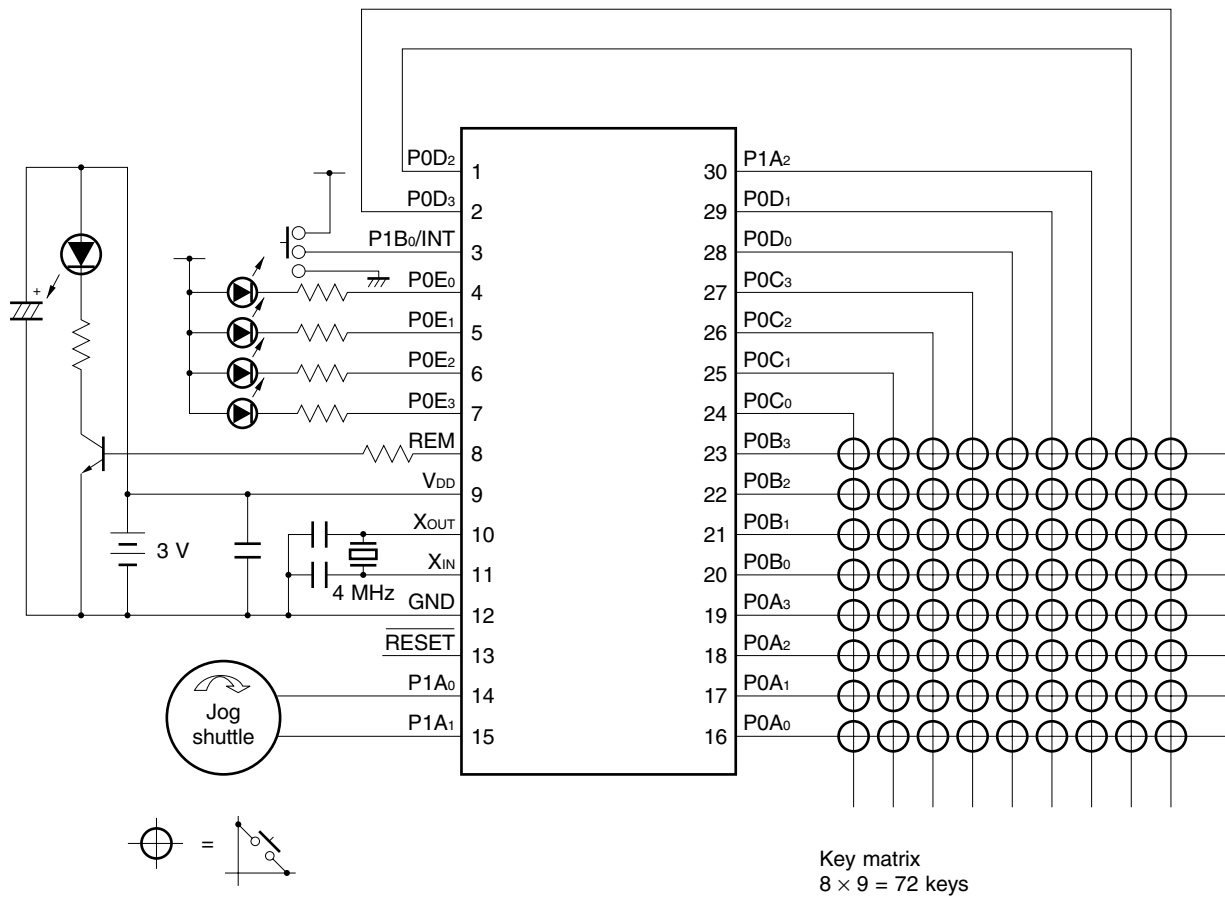 P0D₂ 1 30 P1A₂
P0D₃ 2 29 P0D₁
P1B₀/INT 3 28 P0D₀
P0E₀ 4 27 P0C₃
P0E₁ 5 26 P0C₂
P0E₂ 6 25 P0C₁
P0E₃ 7 24 P0C₀
REM 8 23 P0B₃
VDD 9 22 P0B₂
XOUT 10 21 P0B₁
XIN 11 20 P0B₀
GND 12 19 P0A₃
RESET 13 18 P0A₂
P1A₀ 14 17 P0A₁
P1A₁ 15 16 P0A₀
+
3 V
4 MHz
Jog
shuttle
=
Key matrix
8 × 9 = 72 keys